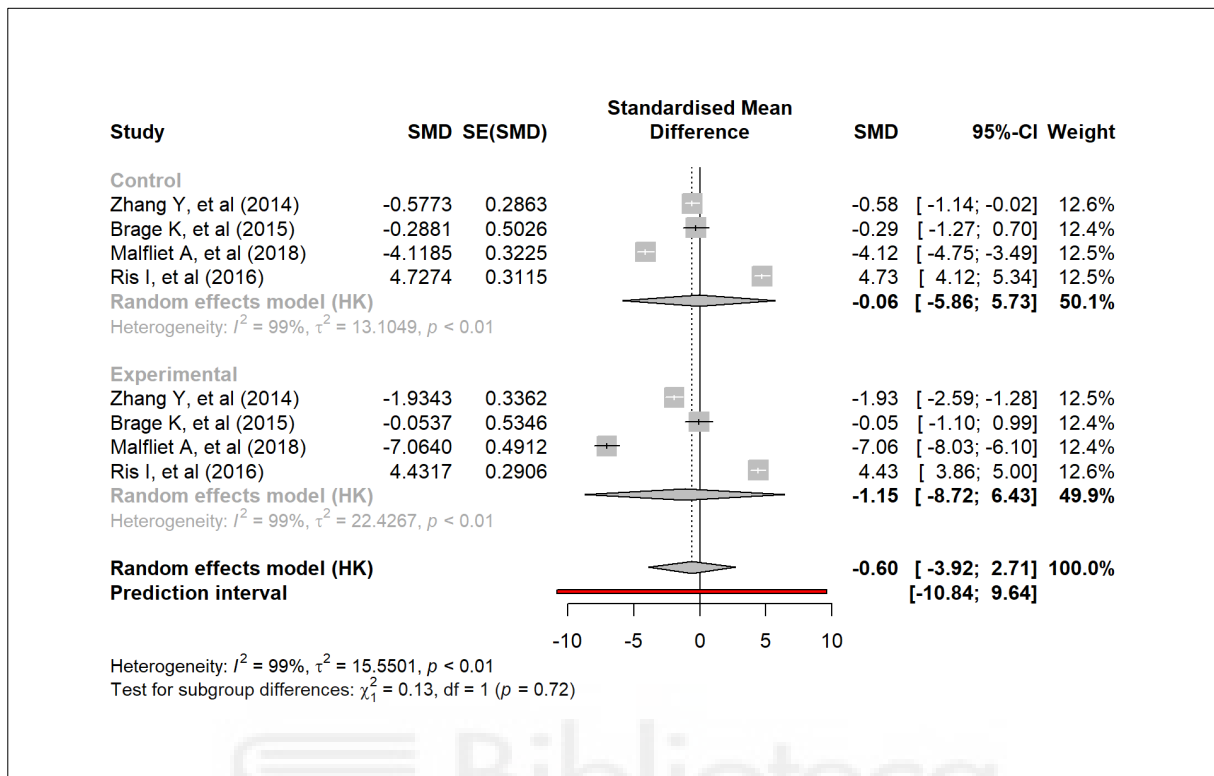 Standardised Mean
Study SMD SE(SMD) Difference SMD 95%-CI Weight
Control
Zhang Y, et al (2014) -0.5773 0.2863 -0.58 [ -1.14; -0.02] 12.6%
Brage K, et al (2015) -0.2881 0.5026 -0.29 [ -1.27; 0.70] 12.4%
Malfliet A, et al (2018) -4.1185 0.3225 -4.12 [ -4.75; -3.49] 12.5%
Ris I, et al (2016) 4.7274 0.3115 4.73 [ 4.12; 5.34] 12.5%
Random effects model (HK) -0.06 [ -5.86; 5.73] 50.1%
Heterogeneity: I² = 99%, τ² = 13.1049, p < 0.01
Experimental
Zhang Y, et al (2014) -1.9343 0.3362 -1.93 [ -2.59; -1.28] 12.5%
Brage K, et al (2015) -0.0537 0.5346 -0.05 [ -1.10; 0.99] 12.4%
Malfliet A, et al (2018) -7.0640 0.4912 -7.06 [ -8.03; -6.10] 12.4%
Ris I, et al (2016) 4.4317 0.2906 4.43 [ 3.86; 5.00] 12.6%
Random effects model (HK) -1.15 [ -8.72; 6.43] 49.9%
Heterogeneity: I² = 99%, τ² = 22.4267, p < 0.01
Random effects model (HK) -0.60 [ -3.92; 2.71] 100.0%
Prediction interval [-10.84; 9.64]
-10 -5 0 5 10
Heterogeneity: I² = 99%, τ² = 15.5501, p < 0.01
Test for subgroup differences: χ²₁ = 0.13, df = 1 (p = 0.72)
Biblioteca